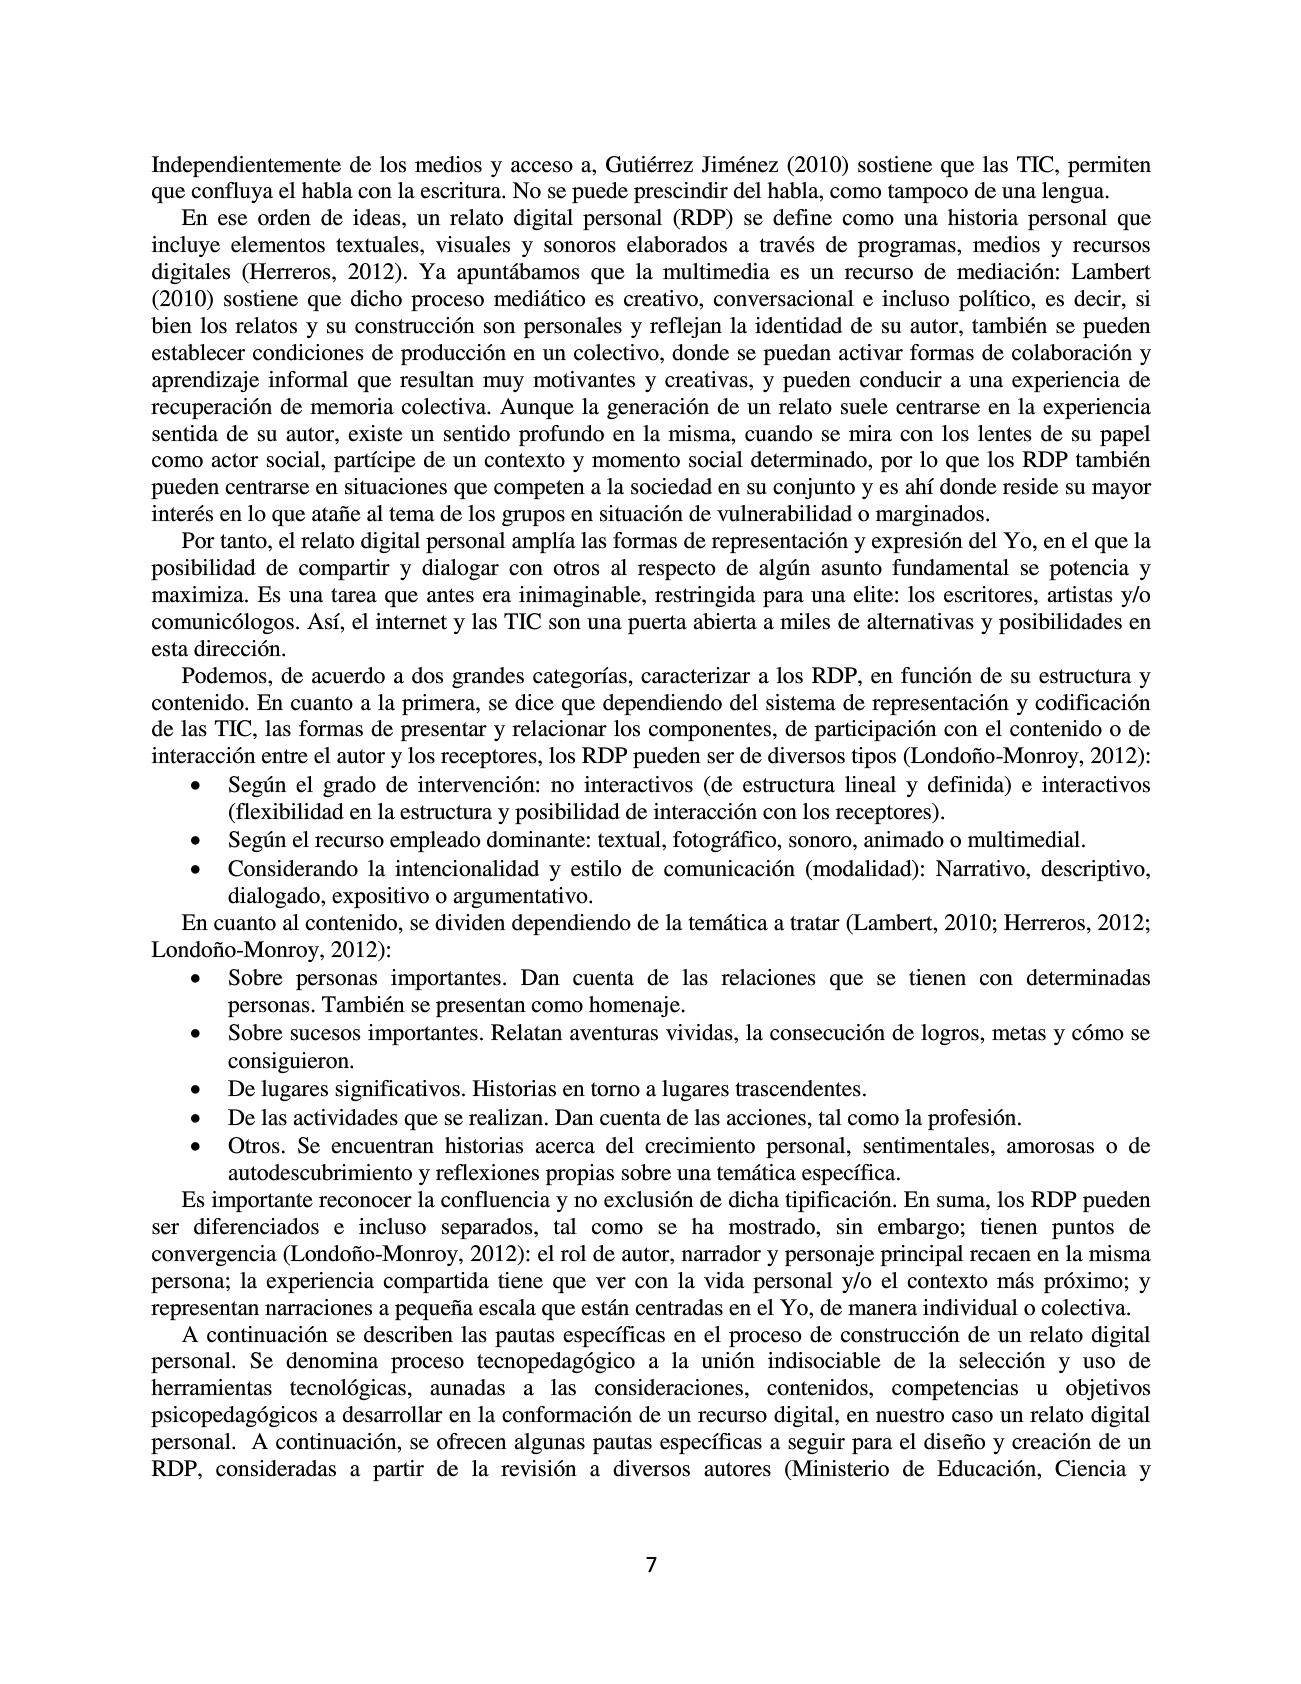 Independientemente de los medios y acceso a, Gutiérrez Jiménez (2010) sostiene que las TIC, permiten
que confluya el habla con la escritura. No se puede prescindir del habla, como tampoco de una lengua.
En ese orden de ideas, un relato digital personal (RDP) se define como una historia personal que
incluye elementos textuales, visuales y sonoros elaborados a través de programas, medios y recursos
digitales (Herreros, 2012). Ya apuntábamos que la multimedia es un recurso de mediación: Lambert
(2010) sostiene que dicho proceso mediático es creativo, conversacional e incluso político, es decir, si
bien los relatos y su construcción son personales y reflejan la identidad de su autor, también se pueden
establecer condiciones de producción en un colectivo, donde se puedan activar formas de colaboración y
aprendizaje informal que resultan muy motivantes y creativas, y pueden conducir a una experiencia de
recuperación de memoria colectiva. Aunque la generación de un relato suele centrarse en la experiencia
sentida de su autor, existe un sentido profundo en la misma, cuando se mira con los lentes de su papel
como actor social, partícipe de un contexto y momento social determinado, por lo que los RDP también
pueden centrarse en situaciones que competen a la sociedad en su conjunto y es ahí donde reside su mayor
interés en lo que atañe al tema de los grupos en situación de vulnerabilidad o marginados.
Por tanto, el relato digital personal amplía las formas de representación y expresión del Yo, en el que la
posibilidad de compartir y dialogar con otros al respecto de algún asunto fundamental se potencia y
maximiza. Es una tarea que antes era inimaginable, restringida para una elite: los escritores, artistas y/o
comunicólogos. Así, el internet y las TIC son una puerta abierta a miles de alternativas y posibilidades en
esta dirección.
Podemos, de acuerdo a dos grandes categorías, caracterizar a los RDP, en función de su estructura y
contenido. En cuanto a la primera, se dice que dependiendo del sistema de representación y codificación
de las TIC, las formas de presentar y relacionar los componentes, de participación con el contenido o de
interacción entre el autor y los receptores, los RDP pueden ser de diversos tipos (Londoño-Monroy, 2012):
• Según el grado de intervención: no interactivos (de estructura lineal y definida) e interactivos
(flexibilidad en la estructura y posibilidad de interacción con los receptores).
• Según el recurso empleado dominante: textual, fotográfico, sonoro, animado o multimedial.
• Considerando la intencionalidad y estilo de comunicación (modalidad): Narrativo, descriptivo,
dialogado, expositivo o argumentativo.
En cuanto al contenido, se dividen dependiendo de la temática a tratar (Lambert, 2010; Herreros, 2012;
Londoño-Monroy, 2012):
• Sobre personas importantes. Dan cuenta de las relaciones que se tienen con determinadas
personas. También se presentan como homenaje.
• Sobre sucesos importantes. Relatan aventuras vividas, la consecución de logros, metas y cómo se
consiguieron.
• De lugares significativos. Historias en torno a lugares trascendentes.
• De las actividades que se realizan. Dan cuenta de las acciones, tal como la profesión.
• Otros. Se encuentran historias acerca del crecimiento personal, sentimentales, amorosas o de
autodescubrimiento y reflexiones propias sobre una temática específica.
Es importante reconocer la confluencia y no exclusión de dicha tipificación. En suma, los RDP pueden
ser diferenciados e incluso separados, tal como se ha mostrado, sin embargo; tienen puntos de
convergencia (Londoño-Monroy, 2012): el rol de autor, narrador y personaje principal recaen en la misma
persona; la experiencia compartida tiene que ver con la vida personal y/o el contexto más próximo; y
representan narraciones a pequeña escala que están centradas en el Yo, de manera individual o colectiva.
A continuación se describen las pautas específicas en el proceso de construcción de un relato digital
personal. Se denomina proceso tecnopedagógico a la unión indisociable de la selección y uso de
herramientas tecnológicas, aunadas a las consideraciones, contenidos, competencias u objetivos
psicopedagógicos a desarrollar en la conformación de un recurso digital, en nuestro caso un relato digital
personal.  A continuación, se ofrecen algunas pautas específicas a seguir para el diseño y creación de un
RDP, consideradas a partir de la revisión a diversos autores (Ministerio de Educación, Ciencia y
7